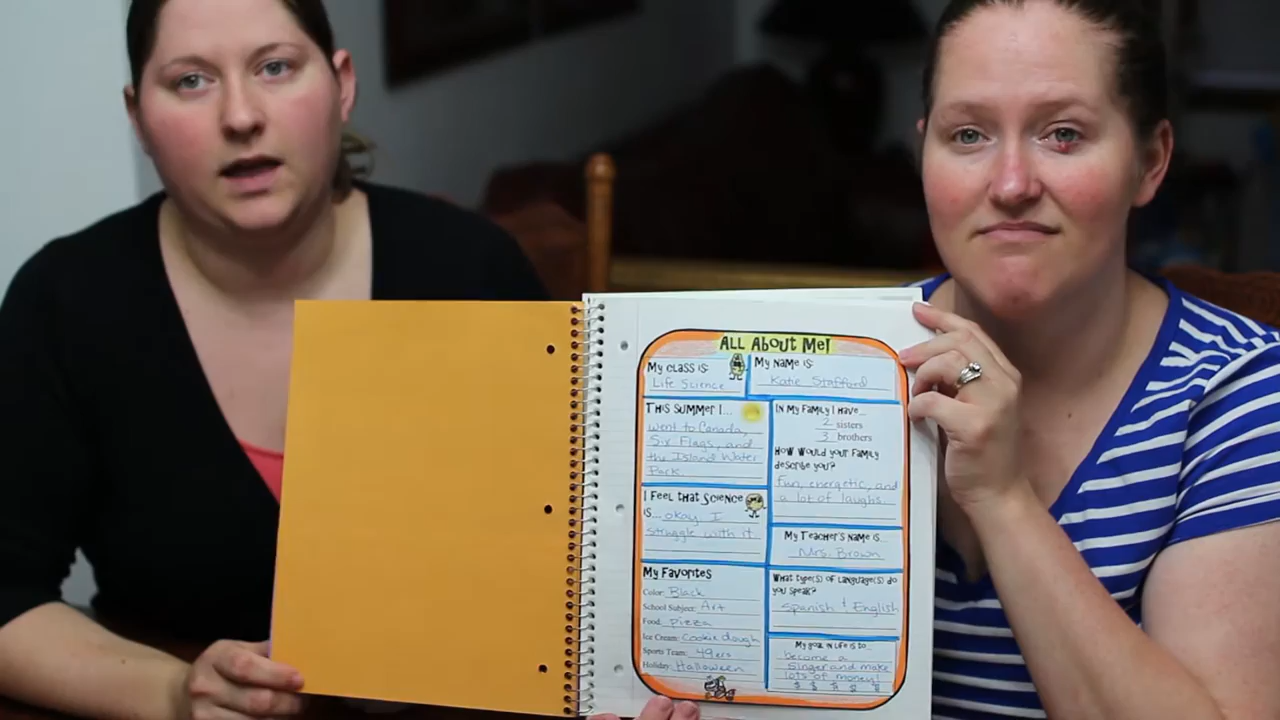 ALL ABOUT ME!
MY CLASS IS:
Life Science
MY NAME IS:
Katie Stafford
THIS SUMMER I...
went to Canada,
Six Flags, and
the Island Water
Park.
IN MY FAMILY I HAVE...
2 sisters
3 brothers
HOW WOULD YOUR FAMILY
DESCRIBE YOU?
fun, energetic, and
a lot of laughs.
I FEEL THAT SCIENCE
IS... okay. I
struggle with it.
MY TEACHER'S NAME IS...
Mrs. Brown
MY FAVORITES
Color: Black
School Subject: Art
Food: pizza
Ice Cream: Cookie dough
Sports Team: 49ers
Holiday: Halloween
WHAT TYPE(S) OF LANGUAGE(S) DO
YOU SPEAK?
Spanish + English
MY GOAL IN LIFE IS TO...
become a
singer and make
lots of money!
$ $ $ $ $